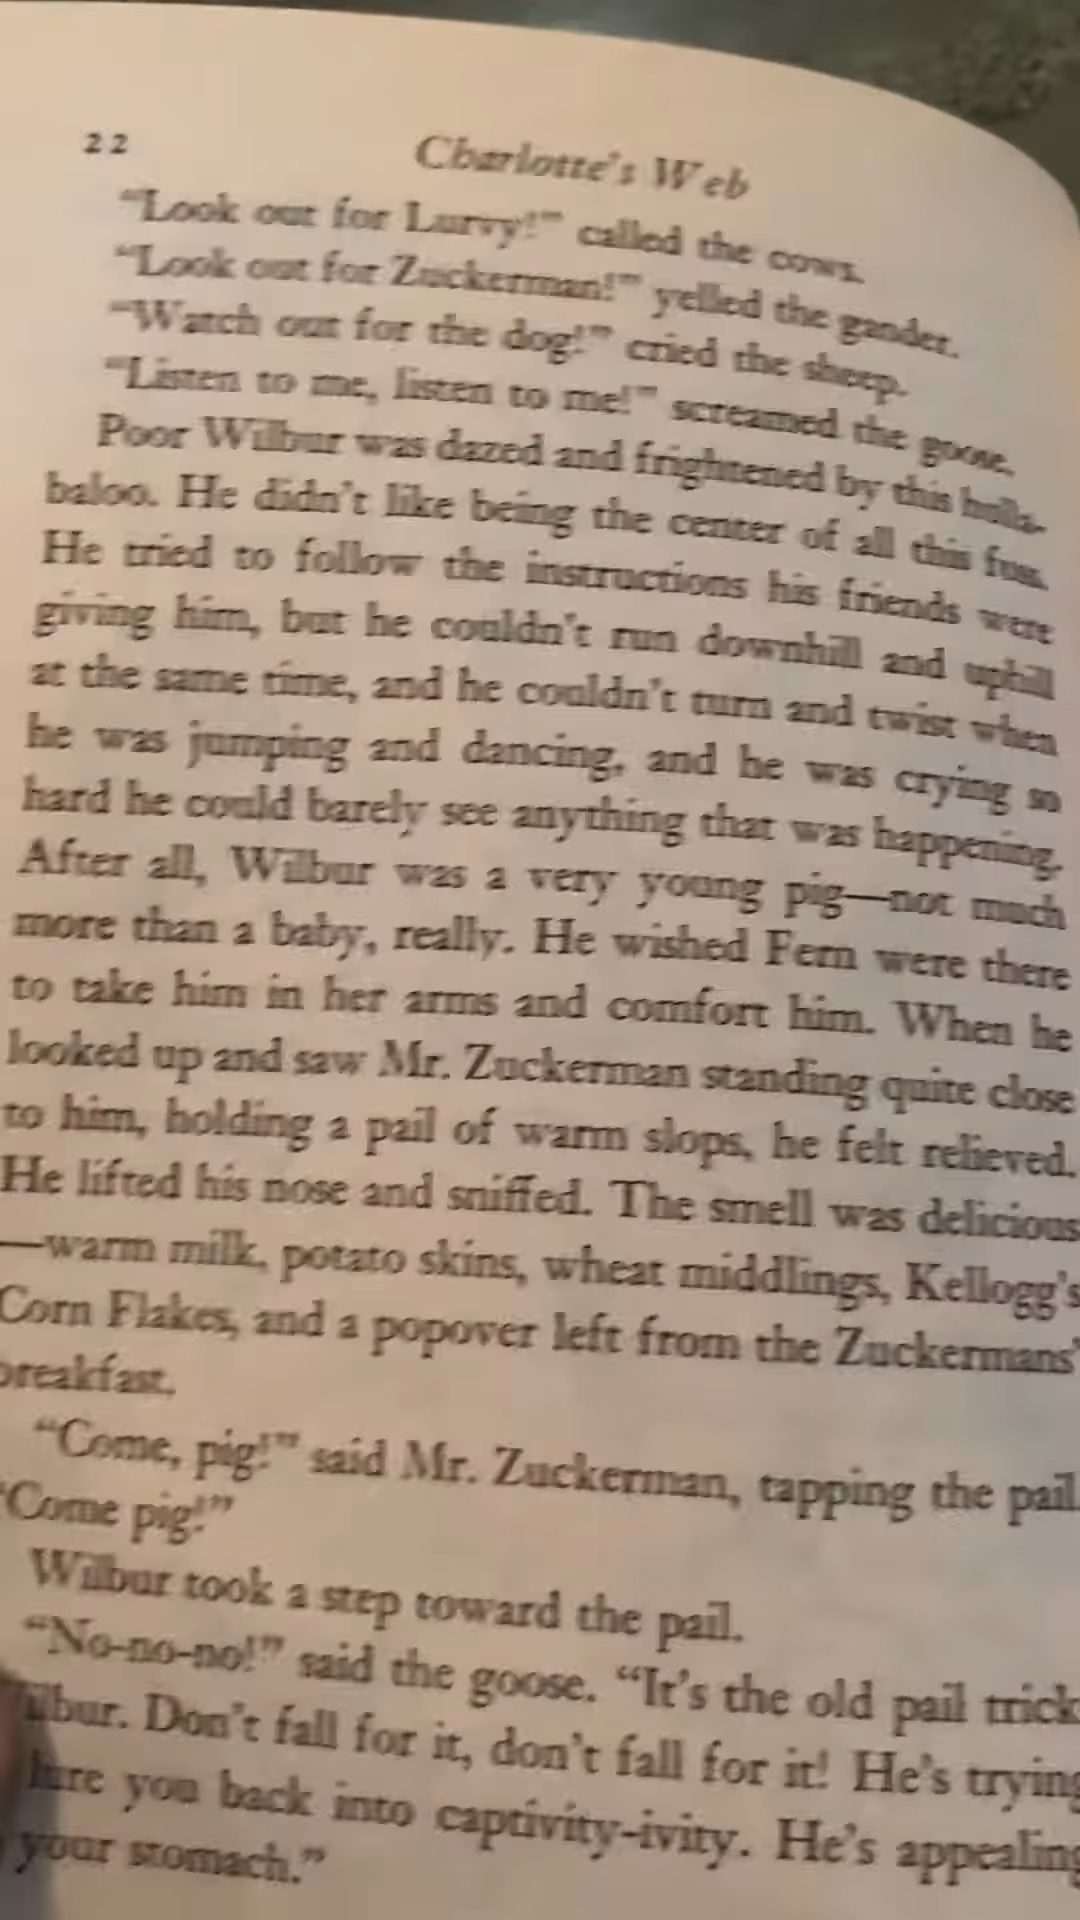 22
Charlotte's Web
"Look out for Lurvy!" called the cows.
"Look out for Zuckerman!" yelled the gander.
"Watch out for the dog!" cried the sheep.
"Listen to me, listen to me!" screamed the goose.
Poor Wilbur was dazed and frightened by this hulla-
baloo. He didn't like being the center of all this fuss.
He tried to follow the instructions his friends were
giving him, but he couldn't run downhill and uphill
at the same time, and he couldn't turn and twist when
he was jumping and dancing, and he was crying so
hard he could barely see anything that was happening.
After all, Wilbur was a very young pig—not much
more than a baby, really. He wished Fern were there
to take him in her arms and comfort him. When he
looked up and saw Mr. Zuckerman standing quite close
to him, holding a pail of warm slops, he felt relieved.
He lifted his nose and sniffed. The smell was delicious
—warm milk, potato skins, wheat middlings, Kellogg's
Corn Flakes, and a popover left from the Zuckermans'
breakfast.
"Come, pig!" said Mr. Zuckerman, tapping the pail.
"Come pig!"
Wilbur took a step toward the pail.
"No-no-no!" said the goose. "It's the old pail trick
ilbur. Don't fall for it, don't fall for it! He's trying
lure you back into captivity-ivity. He's appealing
your stomach."